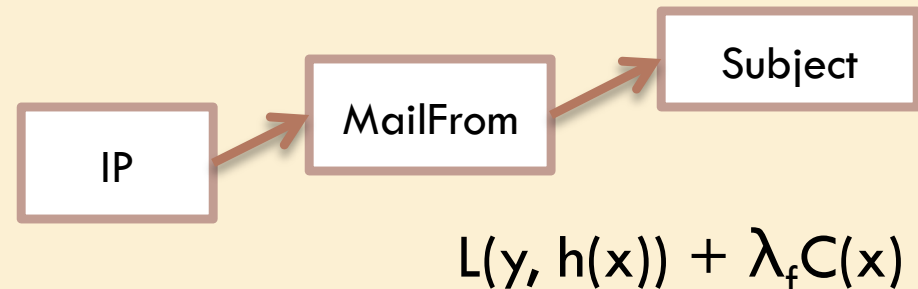 IP
MailFrom
Subject
L(y, h(x)) + λfC(x)